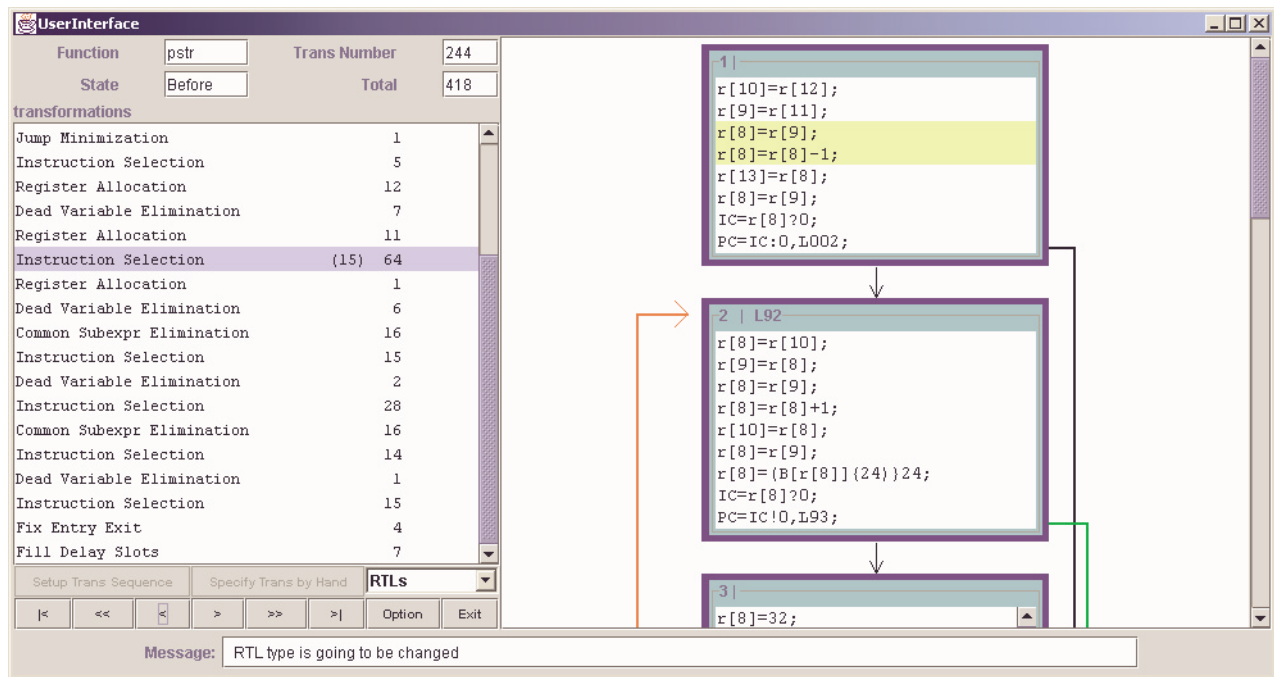 UserInterface
Function pstr Trans Number 244
State Before Total 418
transformations
Jump Minimization 1
Instruction Selection 5
Register Allocation 12
Dead Variable Elimination 7
Register Allocation 11
Instruction Selection (15) 64
Register Allocation 1
Dead Variable Elimination 6
Common Subexpr Elimination 16
Instruction Selection 15
Dead Variable Elimination 2
Instruction Selection 28
Common Subexpr Elimination 16
Instruction Selection 14
Dead Variable Elimination 1
Instruction Selection 15
Fix Entry Exit 4
Fill Delay Slots 7
Setup Trans Sequence Specify Trans by Hand RTLs
|< << < > >> >| Option Exit
1 |
r[10]=r[12];
r[9]=r[11];
r[8]=r[9];
r[8]=r[8]-1;
r[13]=r[8];
r[8]=r[9];
IC=r[8]?0;
PC=IC:0,L002;
2 | L92
r[8]=r[10];
r[9]=r[8];
r[8]=r[9];
r[8]=r[8]+1;
r[10]=r[8];
r[8]=r[9];
r[8]=(B[r[8]]{24)}24;
IC=r[8]?0;
PC=IC!0,L93;
3 |
r[8]=32;
Message: RTL type is going to be changed